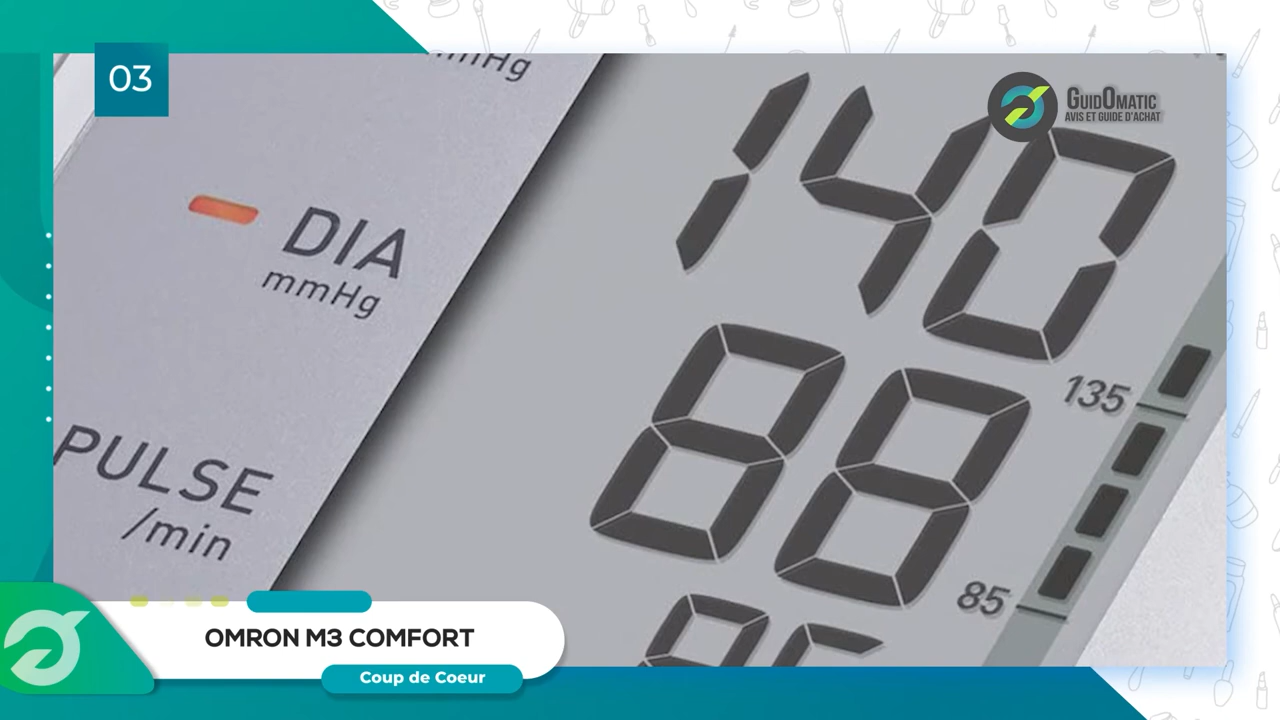 03
mmHg
GUIDOMATIC
AVIS ET GUIDE D'ACHAT
140
DIA
mmHg
88
135
PULSE
/min
85
OMRON M3 COMFORT
Coup de Coeur